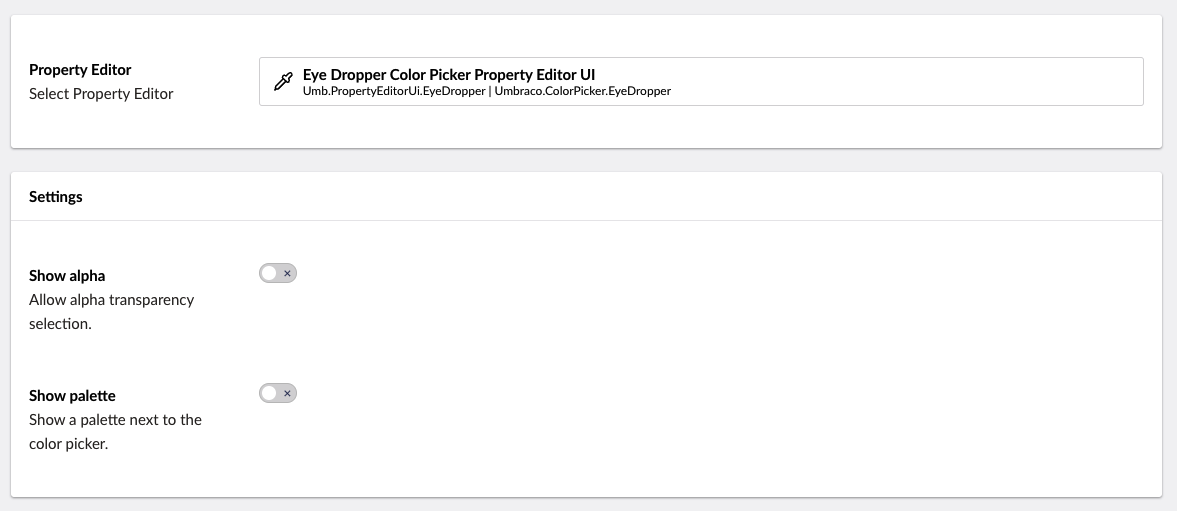 Property Editor
Select Property Editor
Eye Dropper Color Picker Property Editor UI
Umb.PropertyEditorUi.EyeDropper | Umbraco.ColorPicker.EyeDropper
Settings
Show alpha
Allow alpha transparency
selection.
Show palette
Show a palette next to the
color picker.